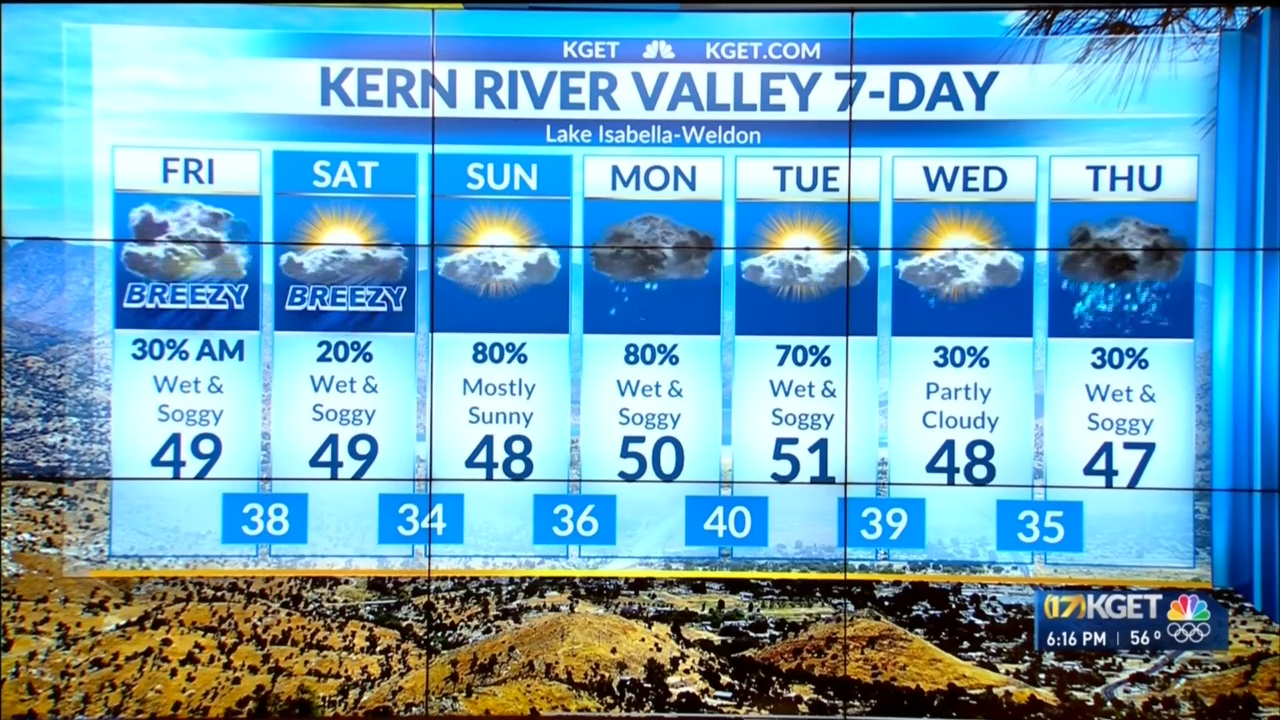 KGET KGET.COM
KERN RIVER VALLEY 7-DAY
Lake Isabella-Weldon
FRI SAT SUN MON TUE WED THU
BREEZY BREEZY
30% AM 20% 80% 80% 70% 30% 30%
Wet & Wet & Mostly Wet & Wet & Partly Wet &
Soggy Soggy Sunny Soggy Soggy Cloudy Soggy
49 49 48 50 51 48 47
38 34 36 40 39 35
17 KGET
6:16 PM | 56°